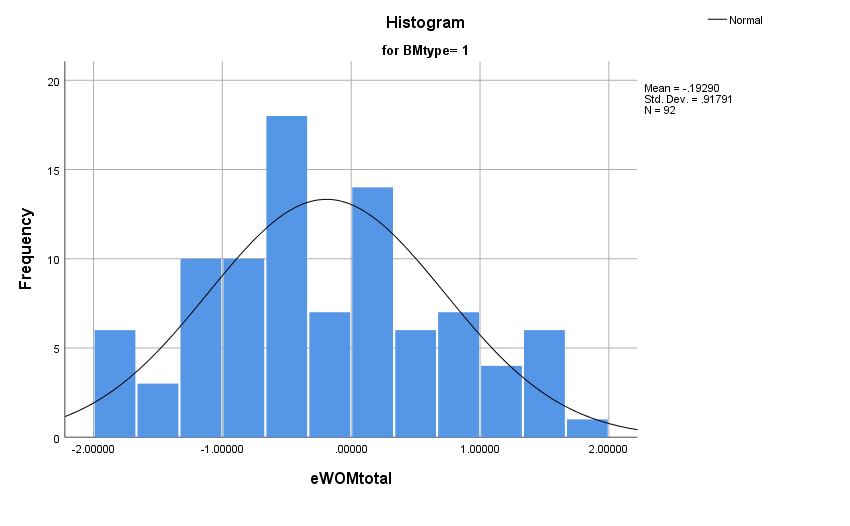 Histogram
for BMtype= 1
Normal
Mean = -.19290
Std. Dev. = .91791
N = 92
Frequency
20
15
10
5
0
-2.00000
-1.00000
.00000
1.00000
2.00000
eWOMtotal